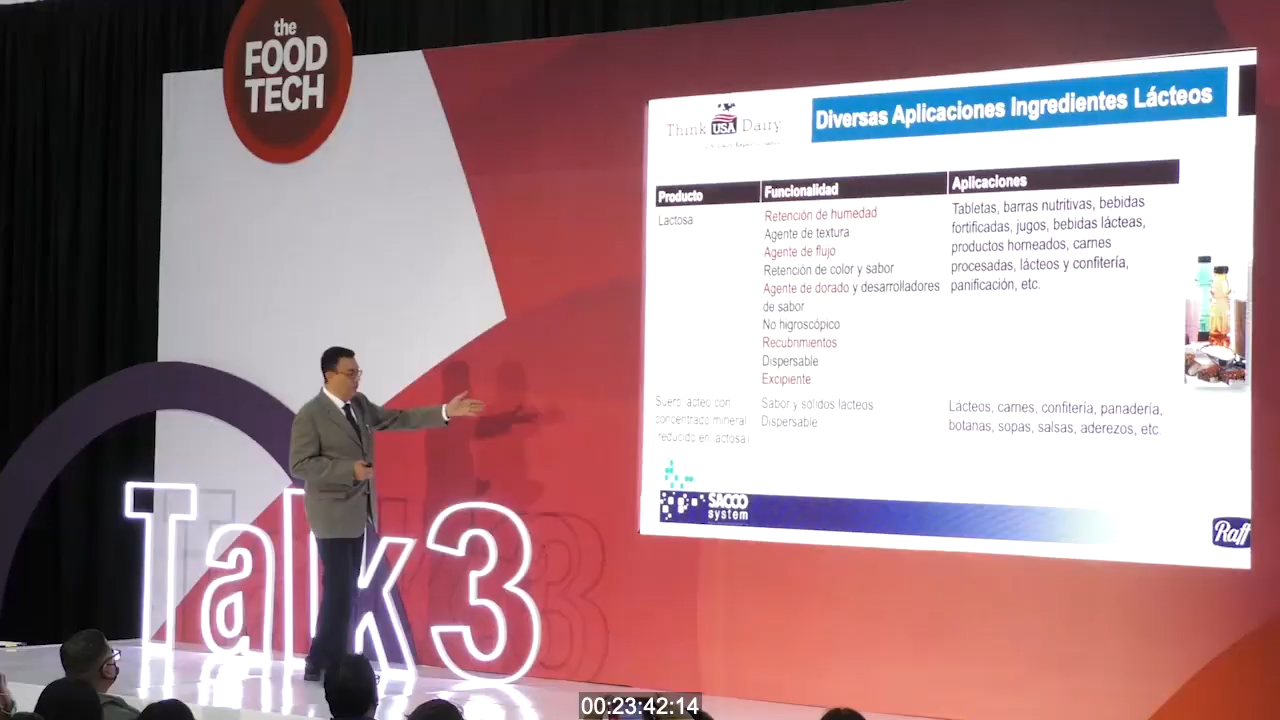 the
FOOD
TECH
Think USA Dairy
Diversas Aplicaciones Ingredientes Lácteos
Producto
Funcionalidad
Aplicaciones
Lactosa
Retención de humedad
Agente de textura
Agente de flujo
Retención de color y sabor
Agente de dorado y desarrolladores
de sabor
No higroscópico
Recubrimientos
Dispersable
Excipiente
Tabletas, barras nutritivas, bebidas
fortificadas, jugos, bebidas lácteas,
productos horneados, carnes
procesadas, lácteos y confitería,
panificación, etc.
Suero lácteo con
concentrado mineral
reducido en lactosa)
Sabor y sólidos lácteos
Dispersable
Lácteos, carnes, confitería, panadería,
botanas, sopas, salsas, aderezos, etc.
SACCO
system
Raff
Talk3
00:23:42:14